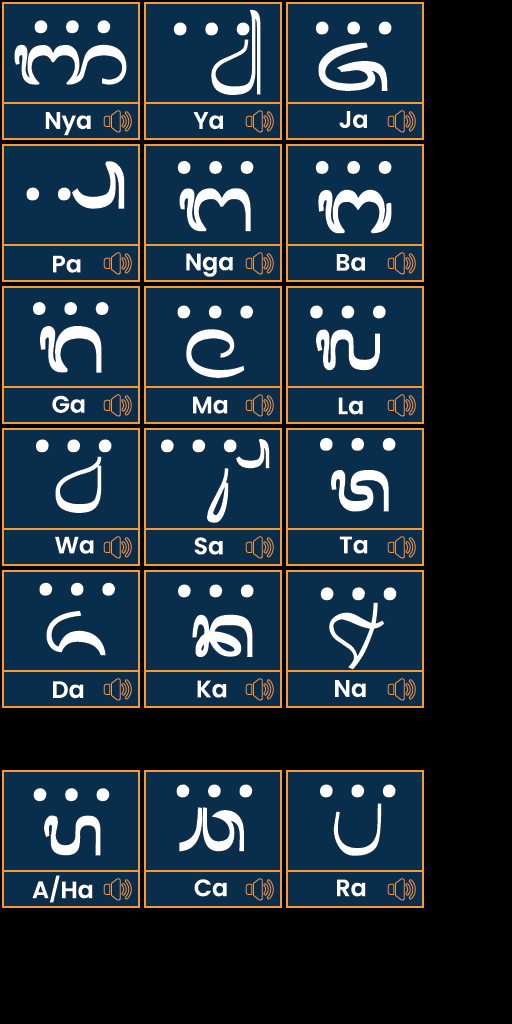 •••᭄ᬜ •••᭄ᬬ •••᭄ᬚ
Nya Ya Ja
••᭄ᬧ •••᭄ᬗ •••᭄ᬩ
Pa Nga Ba
•••᭄ᬕ •••᭄ᬫ •••᭄ᬮ
Ga Ma La
•••᭄ᬯ •••᭄ᬲ •••᭄ᬢ
Wa Sa Ta
•••᭄ᬤ •••᭄ᬓ •••᭄ᬦ
Da Ka Na
•••᭄ᬳ •••᭄ᬘ •••᭄ᬭ
A/Ha Ca Ra